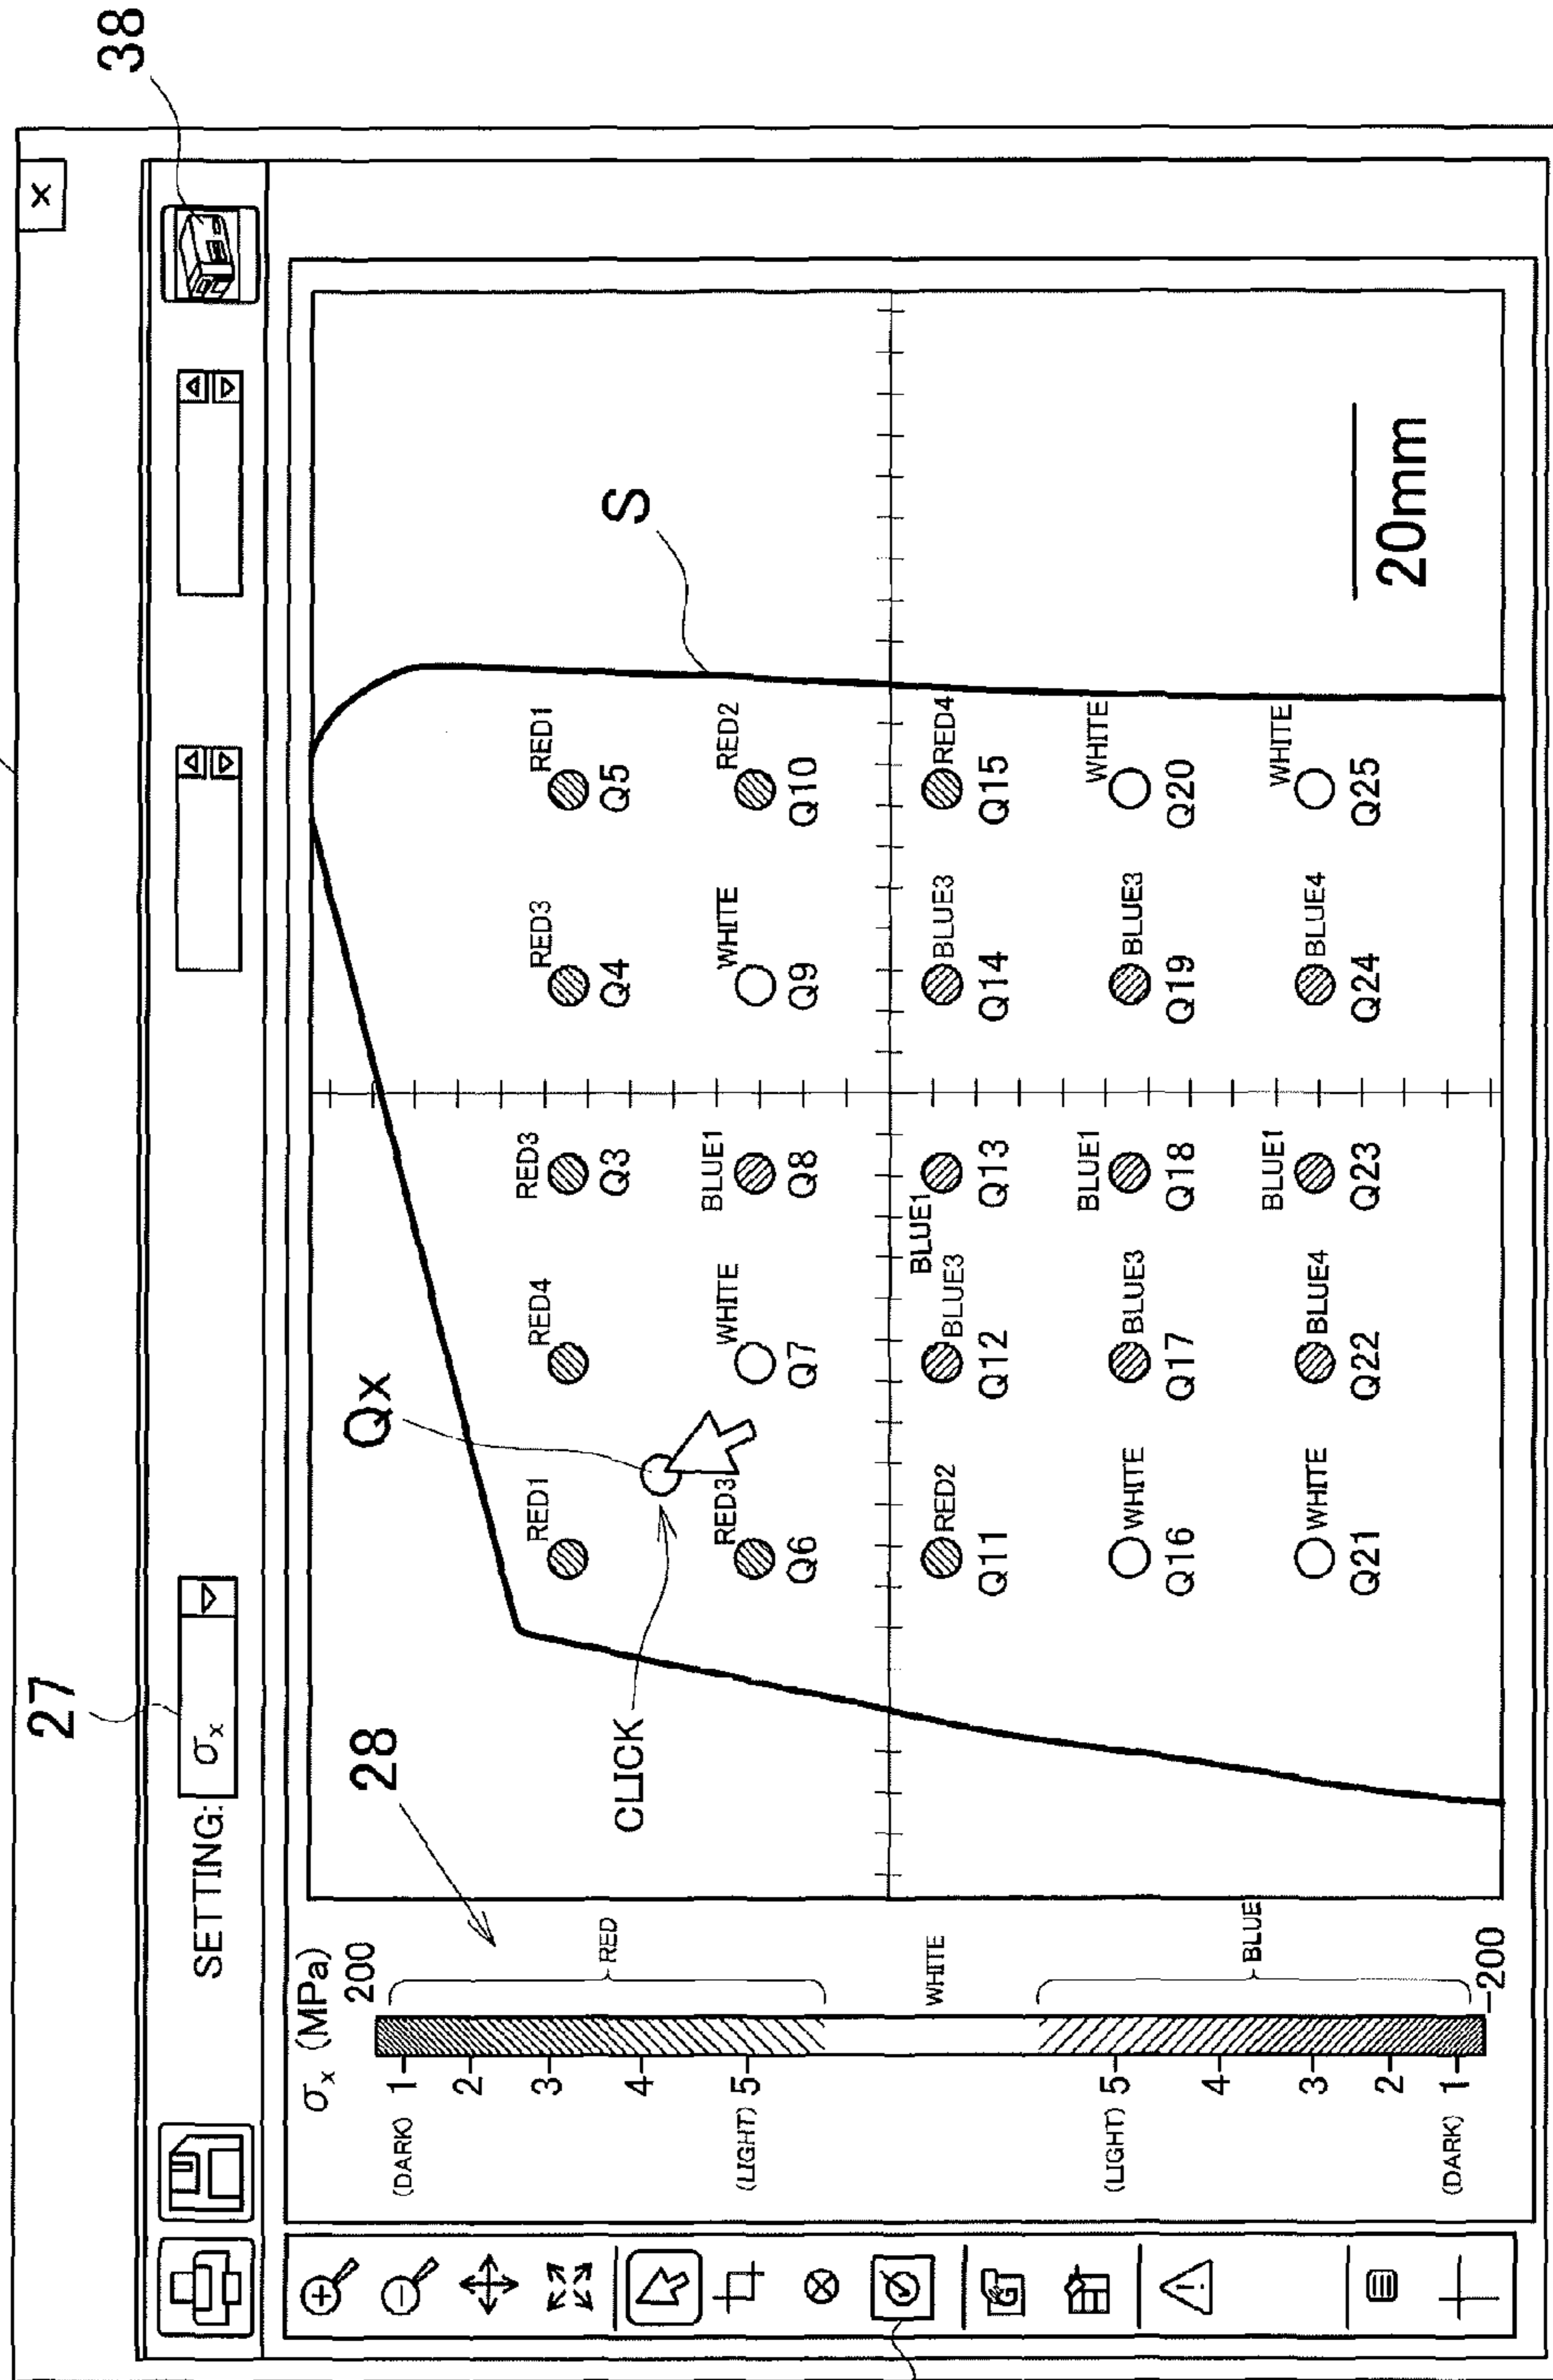 38
×
27
SETTING: σx
σx (MPa)
28
200
(DARK) 1
2
3
4
(LIGHT) 5
RED
WHITE
(LIGHT) 5
4
3
2
(DARK) 1
BLUE
-200
Qx
CLICK
S
RED1
RED4
RED3
Q3
RED3
Q4
RED1
Q5
RED3
Q6
WHITE
Q7
BLUE1
Q8
WHITE
Q9
RED2
Q10
RED2
Q11
BLUE3
Q12
BLUE1
Q13
BLUE3
Q14
RED4
Q15
WHITE
Q16
BLUE3
Q17
BLUE1
Q18
BLUE3
Q19
WHITE
Q20
WHITE
Q21
BLUE4
Q22
BLUE1
Q23
BLUE4
Q24
WHITE
Q25
20mm